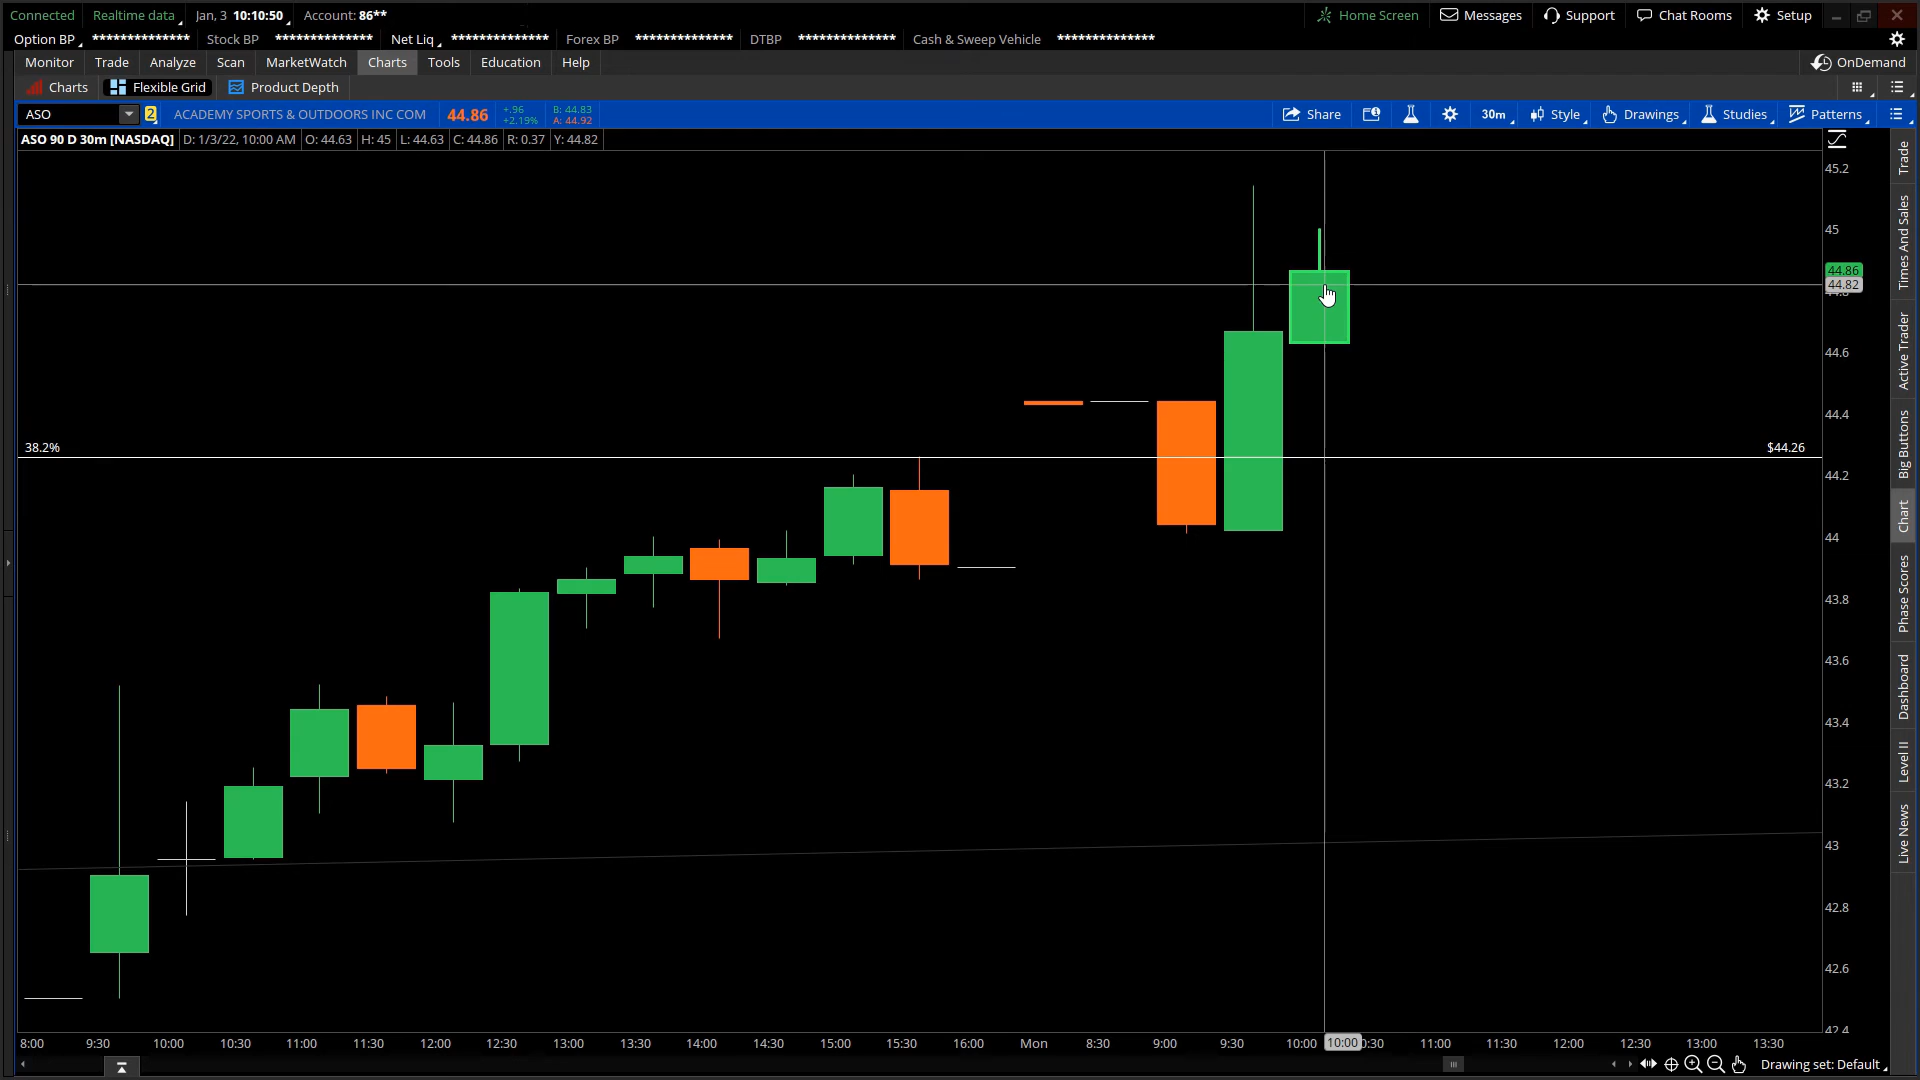 Connected Realtime data Jan, 3 10:10:50 Account: 86** Home Screen Messages Support Chat Rooms Setup
Option BP ************** Stock BP ************** Net Liq ************** Forex BP ************** DTBP ************** Cash & Sweep Vehicle **************
Monitor Trade Analyze Scan MarketWatch Charts Tools Education Help OnDemand
Charts Flexible Grid Product Depth
ASO 2 ACADEMY SPORTS & OUTDOORS INC COM 44.86 +.96 +2.19% B: 44.83 A: 44.92 Share 30m Style Drawings Studies Patterns
ASO 90 D 30m [NASDAQ] D: 1/3/22, 10:00 AM O: 44.63 H: 45 L: 44.63 C: 44.86 R: 0.37 Y: 44.82
45.2
45
44.86
44.82
44.6
44.4
38.2% $44.26
44.2
44
43.8
43.6
43.4
43.2
43
42.8
42.6
42.4
8:00 9:30 10:00 10:30 11:00 11:30 12:00 12:30 13:00 13:30 14:00 14:30 15:00 15:30 16:00 Mon 8:30 9:00 9:30 10:00 10:00 0:30 11:00 11:30 12:00 12:30 13:00 13:30
Drawing set: Default
Trade
Times And Sales
Active Trader
Big Buttons
Chart
Phase Scores
Dashboard
Level II
Live News